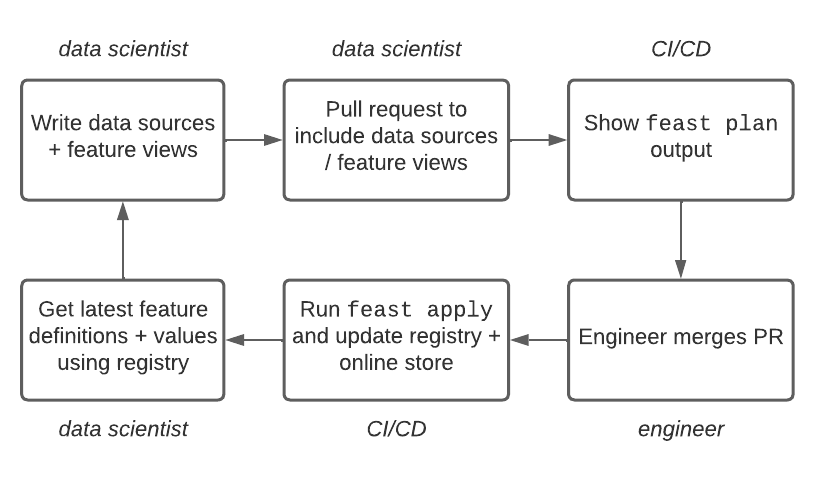 data scientist
data scientist
CI/CD
Write data sources
+ feature views
Pull request to
include data sources
/ feature views
Show feast plan
output
Get latest feature
definitions + values
using registry
Run feast apply
and update registry +
online store
Engineer merges PR
data scientist
CI/CD
engineer